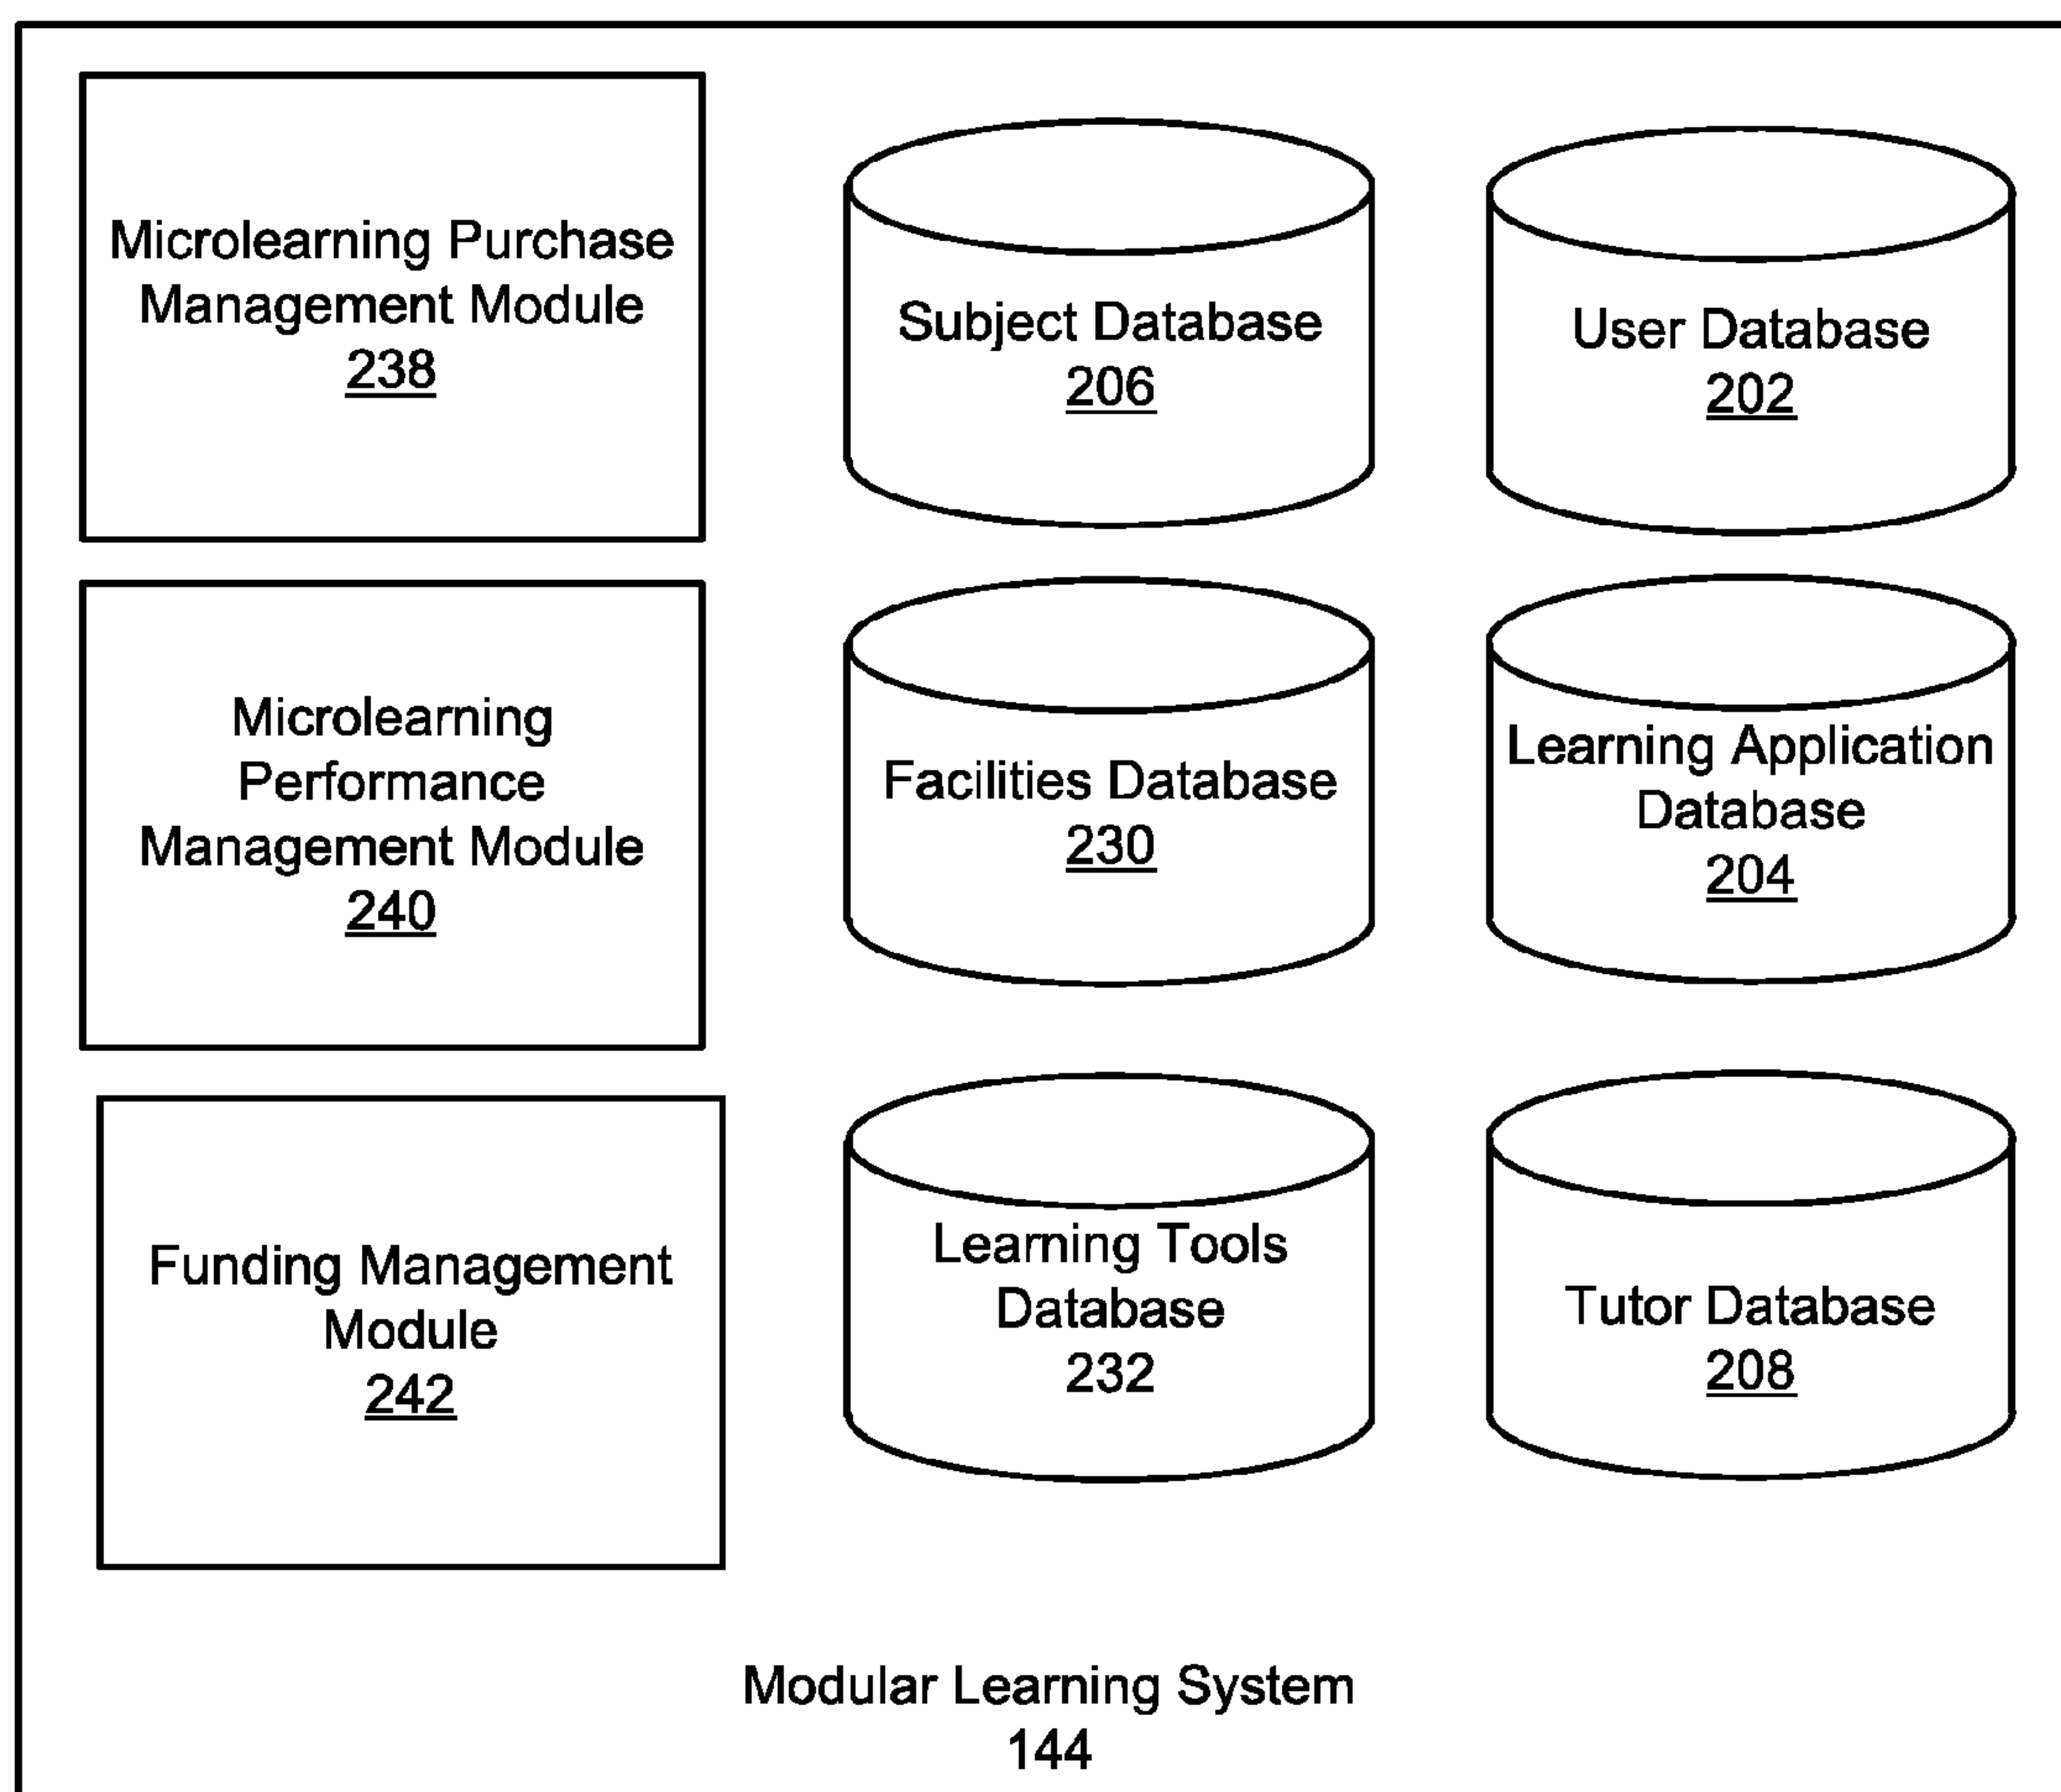 Microlearning Purchase
Management Module
238
Subject Database
206
User Database
202
Microlearning
Performance
Management Module
240
Facilities Database
230
Learning Application
Database
204
Funding Management
Module
242
Learning Tools
Database
232
Tutor Database
208
Modular Learning System
144